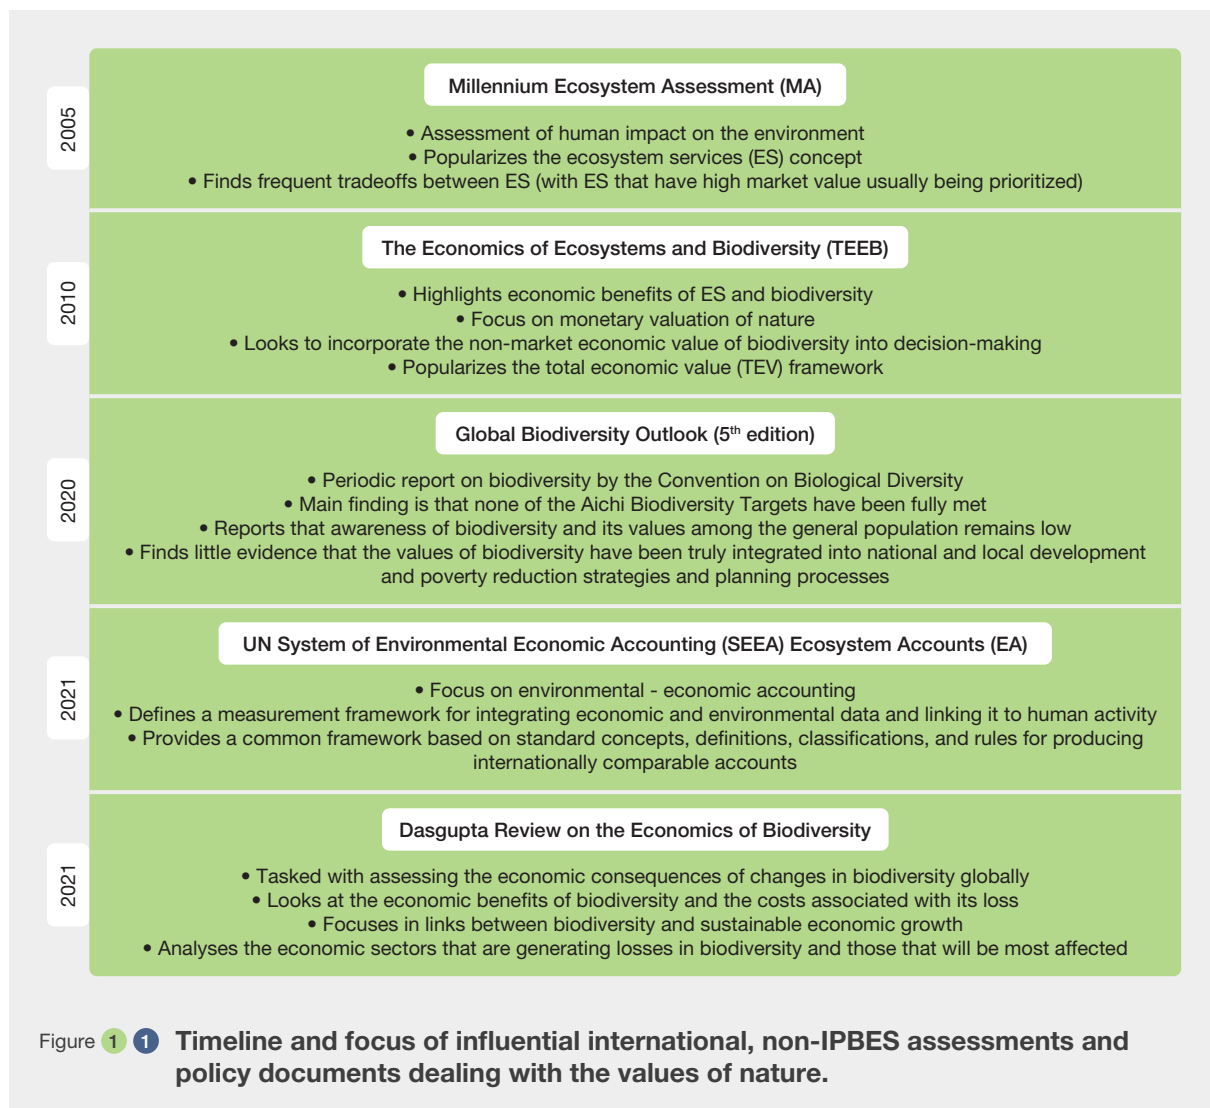 2005
Millennium Ecosystem Assessment (MA)
• Assessment of human impact on the environment
• Popularizes the ecosystem services (ES) concept
• Finds frequent tradeoffs between ES (with ES that have high market value usually being prioritized)
2010
The Economics of Ecosystems and Biodiversity (TEEB)
• Highlights economic benefits of ES and biodiversity
• Focus on monetary valuation of nature
• Looks to incorporate the non-market economic value of biodiversity into decision-making
• Popularizes the total economic value (TEV) framework
2020
Global Biodiversity Outlook (5th edition)
• Periodic report on biodiversity by the Convention on Biological Diversity
• Main finding is that none of the Aichi Biodiversity Targets have been fully met
• Reports that awareness of biodiversity and its values among the general population remains low
• Finds little evidence that the values of biodiversity have been truly integrated into national and local development
and poverty reduction strategies and planning processes
2021
UN System of Environmental Economic Accounting (SEEA) Ecosystem Accounts (EA)
• Focus on environmental - economic accounting
• Defines a measurement framework for integrating economic and environmental data and linking it to human activity
• Provides a common framework based on standard concepts, definitions, classifications, and rules for producing
internationally comparable accounts
2021
Dasgupta Review on the Economics of Biodiversity
• Tasked with assessing the economic consequences of changes in biodiversity globally
• Looks at the economic benefits of biodiversity and the costs associated with its loss
• Focuses in links between biodiversity and sustainable economic growth
• Analyses the economic sectors that are generating losses in biodiversity and those that will be most affected
Figure 1 1 Timeline and focus of influential international, non-IPBES assessments and
policy documents dealing with the values of nature.